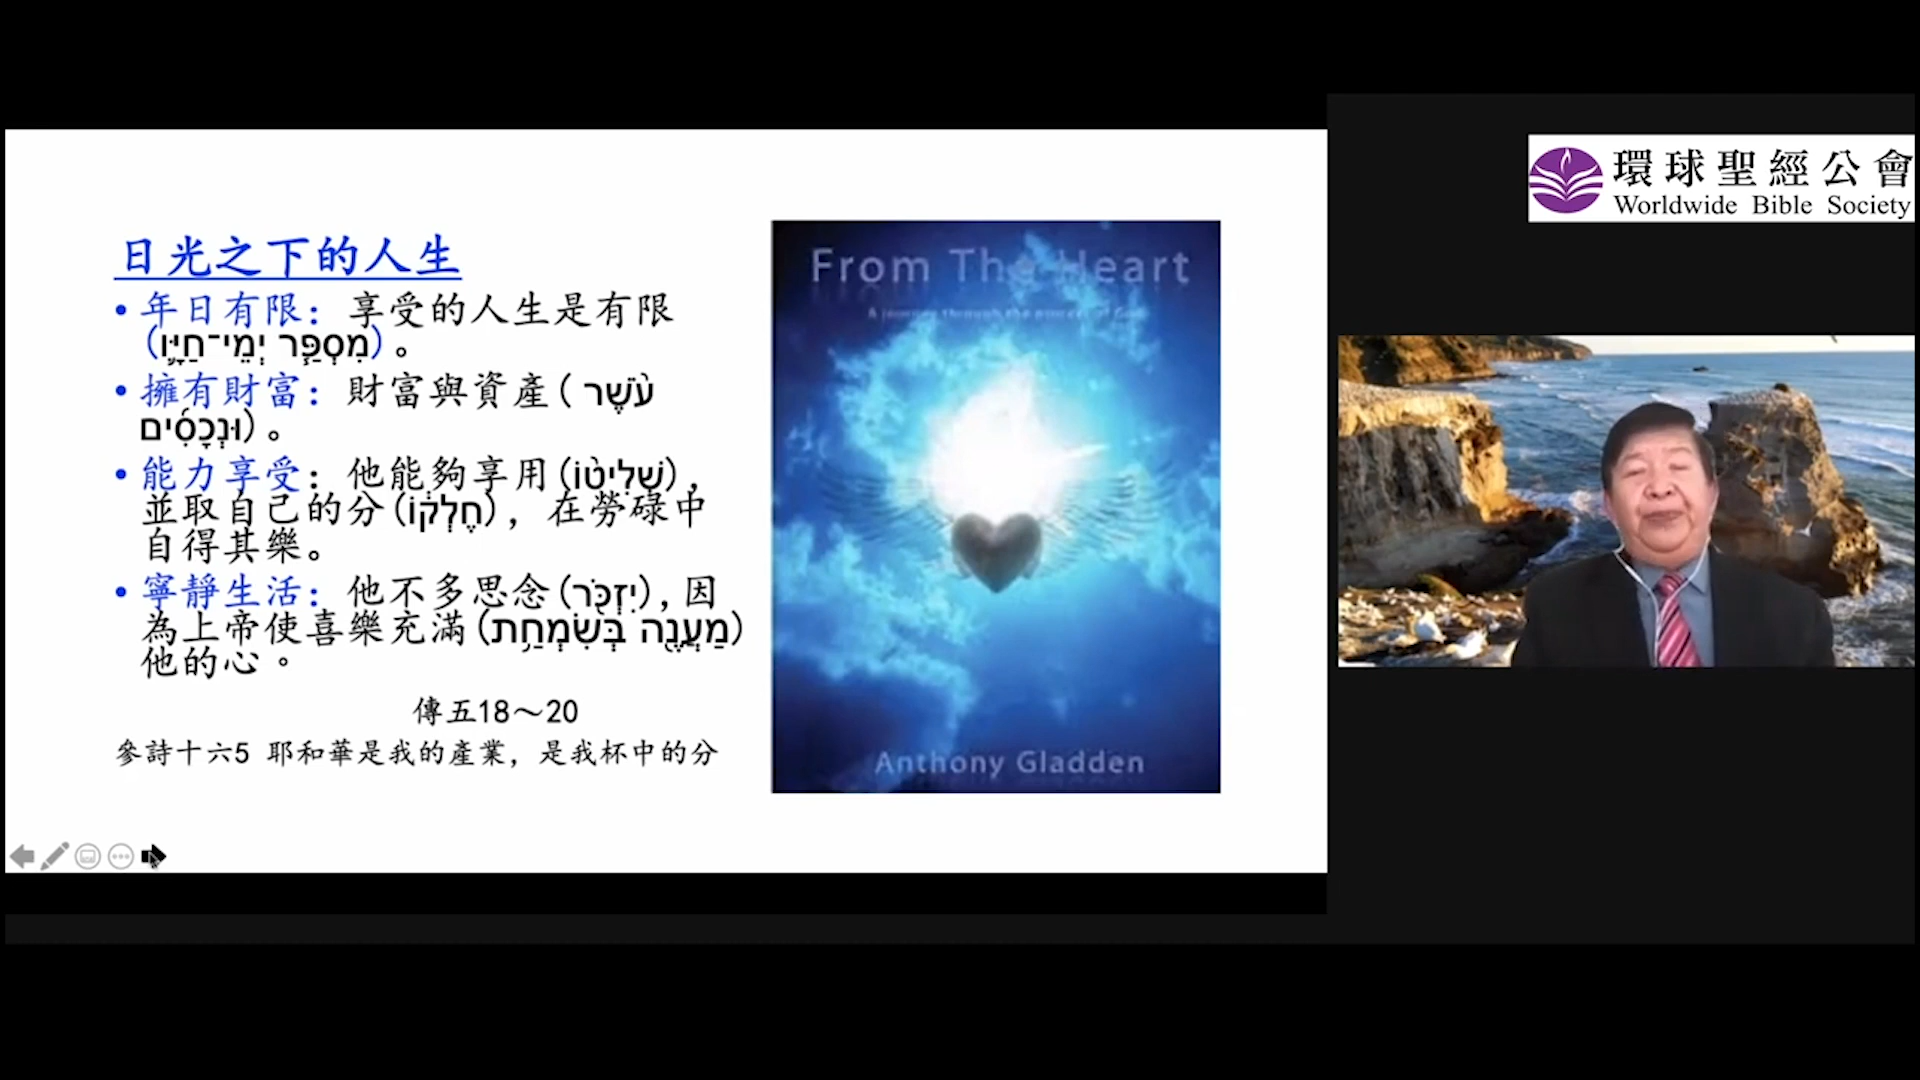 日光之下的人生
• 年日有限：享受的人生是有限
(מִסְפַּ֧ר יְמֵי־חַיָּ֛ו)。
• 擁有財富：財富與資產( עֹ֨שֶׁר
וּנְכָסִ֜ים)。
• 能力享受：他能夠享用(שְׁלִיט֨וֹ)，
並取自己的分(חֶלְק֔וֹ)，在勞碌中
自得其樂。
• 寧靜生活：他不多思念(יִזְכֹּ֖ר)，因
為上帝使喜樂充滿(מַעֲנֶ֖ה בְּשִׂמְחַ֥ת)
他的心。
傳五18～20
參詩十六5 耶和華是我的產業，是我杯中的分
From The Heart
A journey through the
Anthony Gladden
環球聖經公會
Worldwide Bible Society